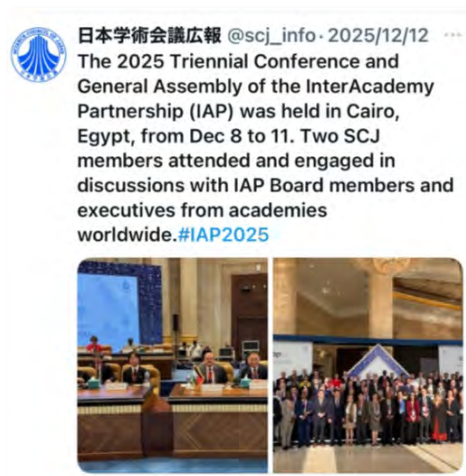 日本学術会議広報 @scj_info · 2025/12/12 ···
The 2025 Triennial Conference and
General Assembly of the InterAcademy
Partnership (IAP) was held in Cairo,
Egypt, from Dec 8 to 11. Two SCJ
members attended and engaged in
discussions with IAP Board members and
executives from academies
worldwide.#IAP2025